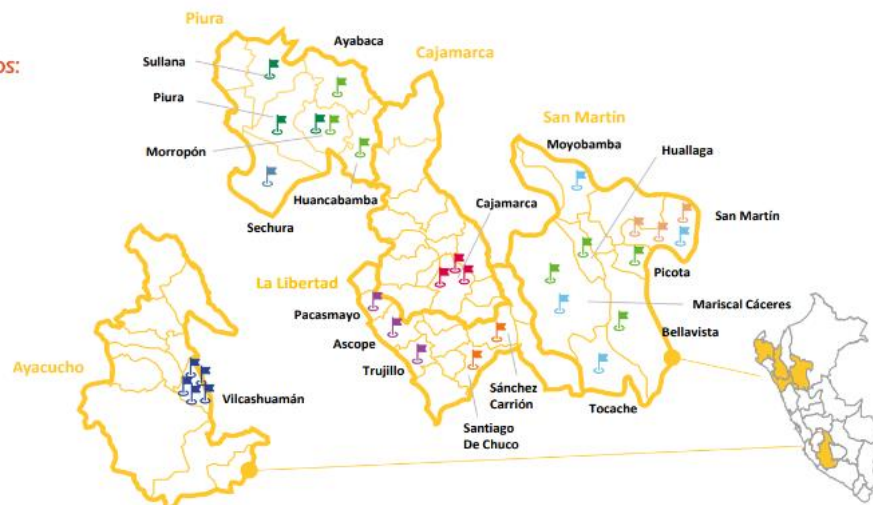 os:
Piura
Ayabaca
Sullana
Cajamarca
Piura
San Martín
Moyobamba
Huallaga
Morropón
San Martín
Huancabamba
Cajamarca
Sechura
Picota
La Libertad
Mariscal Cáceres
Pacasmayo
Bellavista
Ascope
Ayacucho
Trujillo
Vilcashuamán
Sánchez
Carrión
Tocache
Santiago
De Chuco